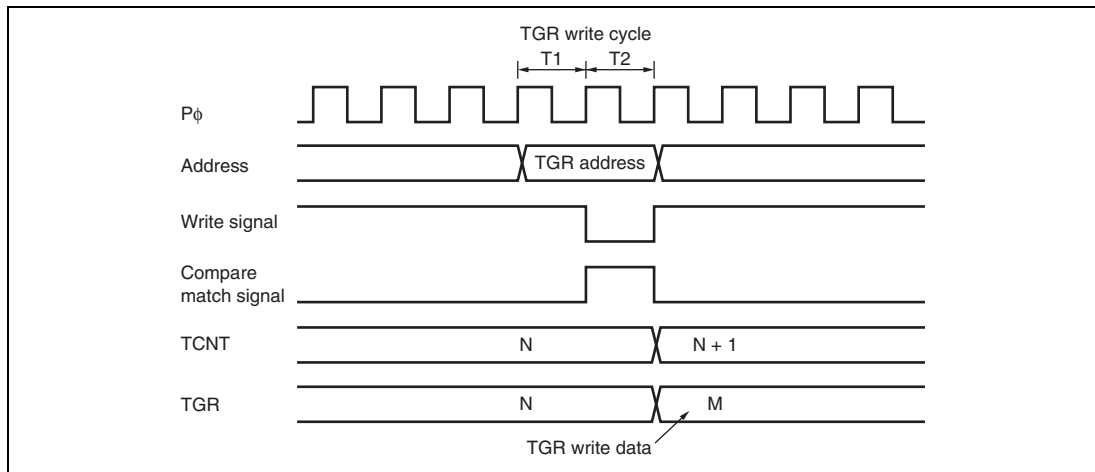 TGR write cycle
T1 T2
Pϕ
Address
TGR address
Write signal
Compare
match signal
TCNT
N
N + 1
TGR
N
M
TGR write data